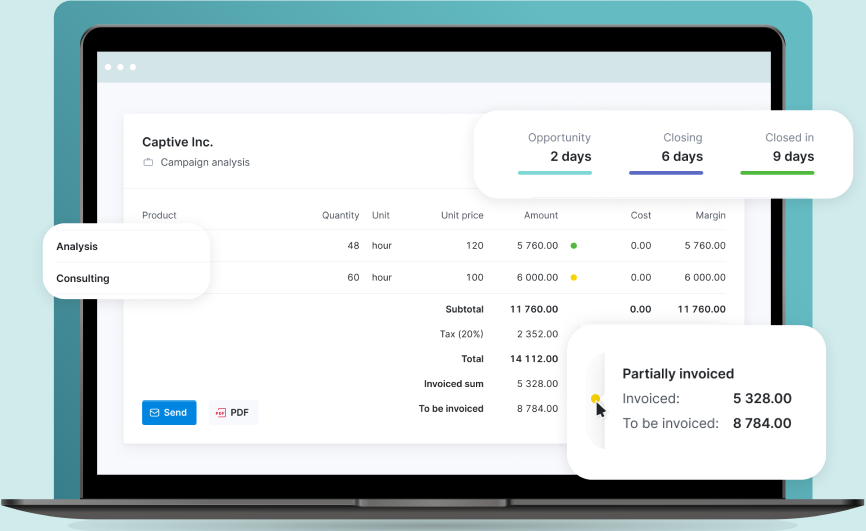 Opportunity Closing Closed in
2 days 6 days 9 days
Captive Inc.
Campaign analysis
Product Quantity Unit Unit price Amount Cost Margin
Analysis 48 hour 120 5 760.00 0.00 5 760.00
Consulting 60 hour 100 6 000.00 0.00 6 000.00
Subtotal 11 760.00 0.00 11 760.00
Tax (20%) 2 352.00
Total 14 112.00
Invoiced sum 5 328.00
To be invoiced 8 784.00
Send PDF PDF
Partially invoiced
Invoiced: 5 328.00
To be invoiced: 8 784.00